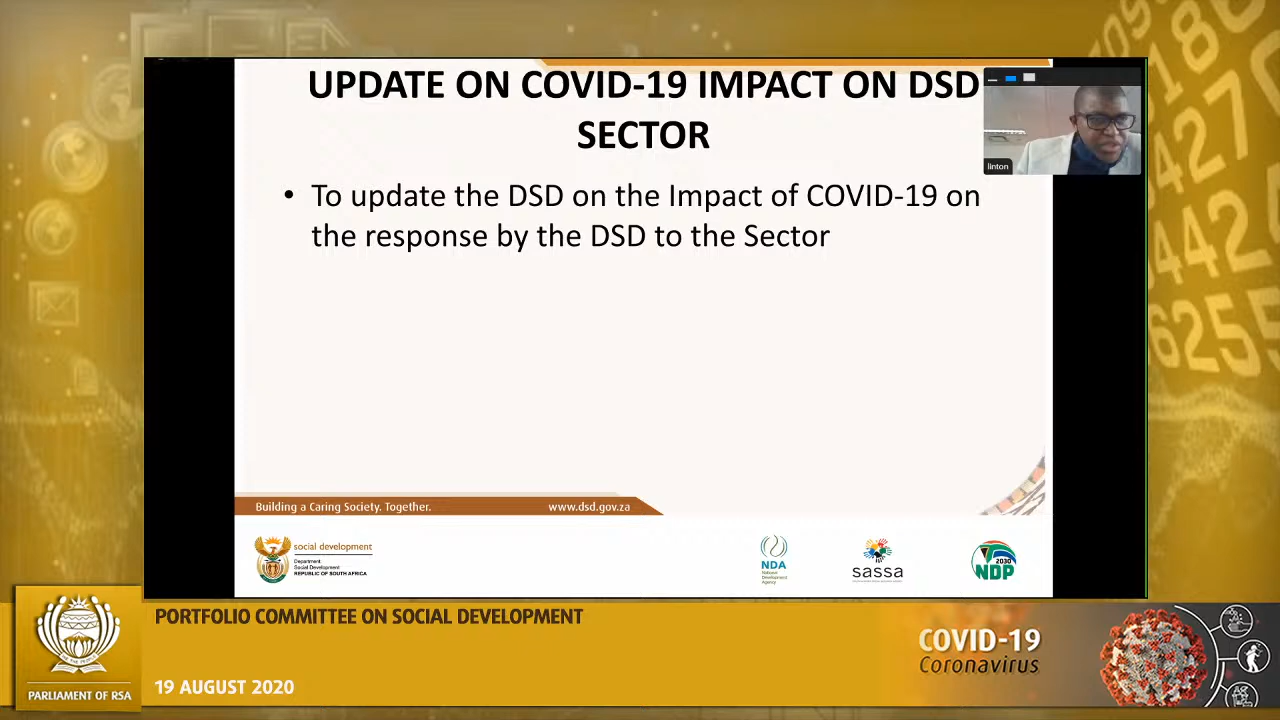 UPDATE ON COVID-19 IMPACT ON DSD
SECTOR
linton
• To update the DSD on the Impact of COVID-19 on
the response by the DSD to the Sector
Building a Caring Society. Together.
www.dsd.gov.za
social development
Department:
Social Development
REPUBLIC OF SOUTH AFRICA
NDA
National
Development
Agency
sassa
2030
NDP
PORTFOLIO COMMITTEE ON SOCIAL DEVELOPMENT
19 AUGUST 2020
PARLIAMENT OF RSA
COVID-19
Coronavirus